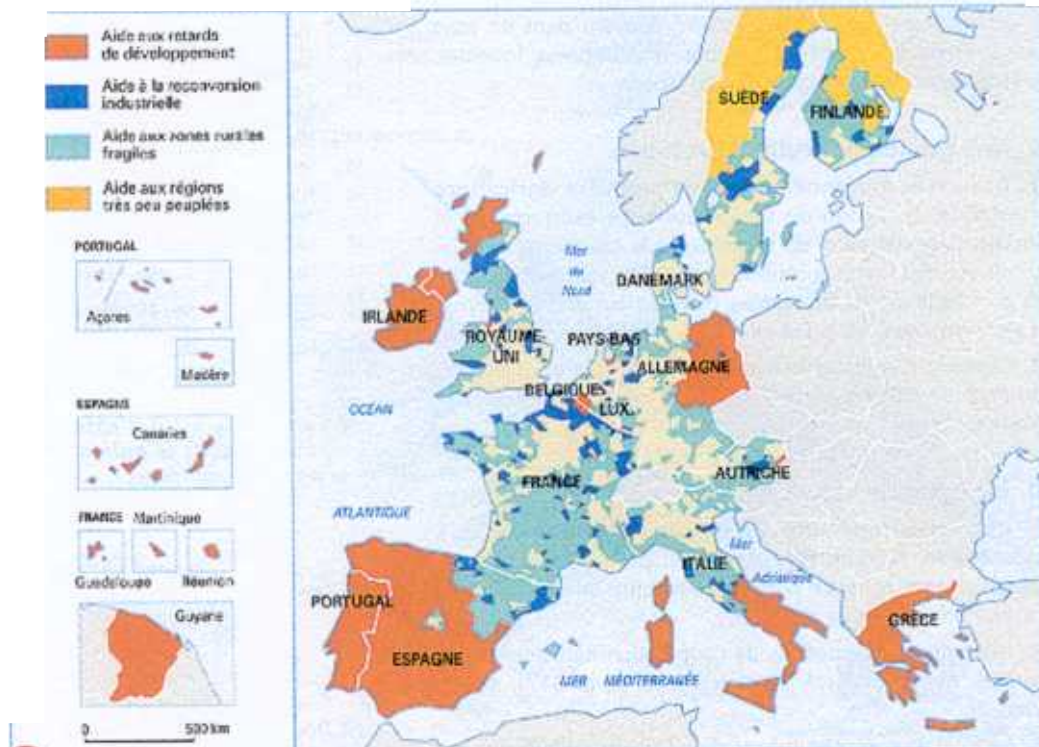 Aide aux retards
de développement
Aide à la reconversion
industrielle
Aide aux zones rurales
fragiles
Aide aux régions
très peu peuplées
PORTUGAL
Açores
Madère
ESPAGNE
Canaries
FRANCE Martinique
Guadeloupe Réunion
Guyane
0 500 km
SUÈDE
FINLANDE
Mer
du
Nord
DANEMARK
IRLANDE
ROYAUME-
UNI
PAYS-BAS
ALLEMAGNE
BELGIQUE
LUX.
OCÉAN
AUTRICHE
FRANCE
ATLANTIQUE
Mer
ITALIE
Adriatique
PORTUGAL
GRÈCE
ESPAGNE
MER MÉDITERRANÉE